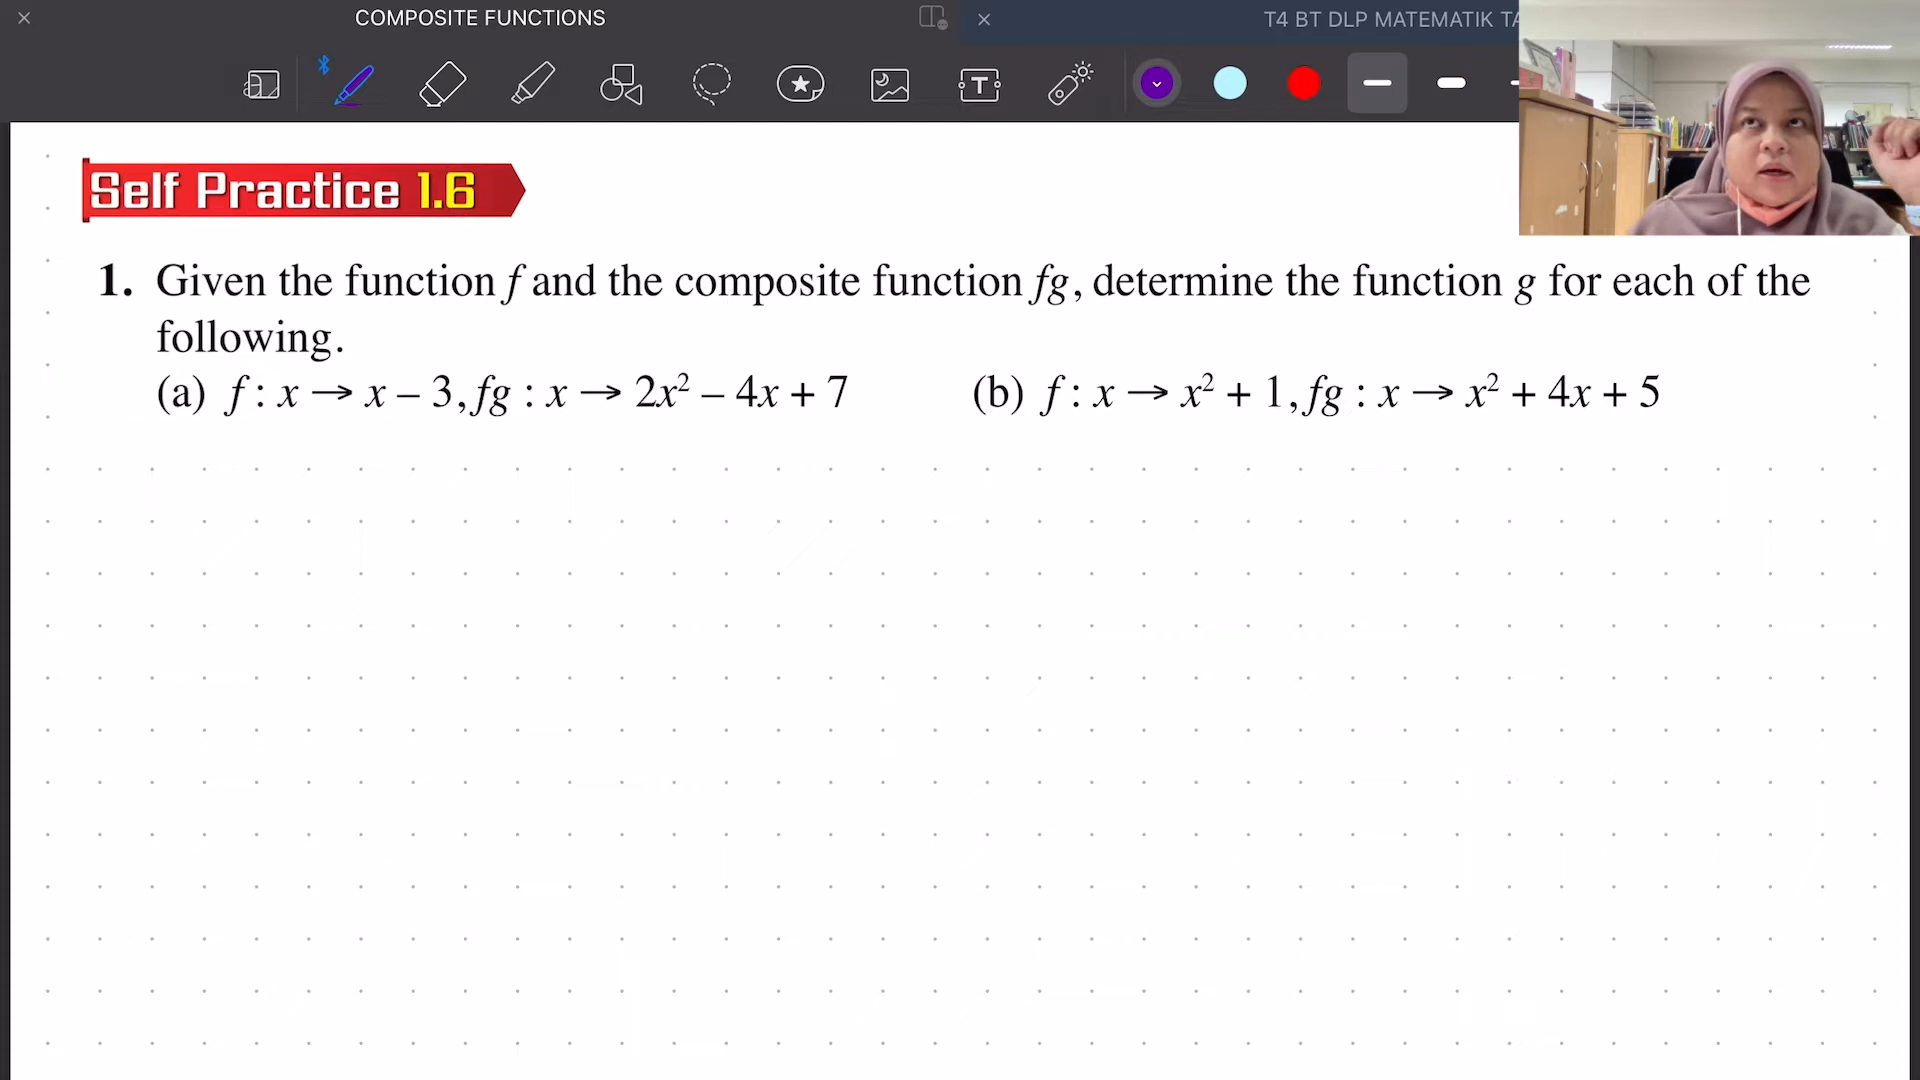 COMPOSITE FUNCTIONS
T4 BT DLP MATEMATIK TA
Self Practice 1.6
1. Given the function f and the composite function fg, determine the function g for each of the
following.
(a) f : x → x – 3, fg : x → 2x² – 4x + 7 (b) f : x → x² + 1, fg : x → x² + 4x + 5